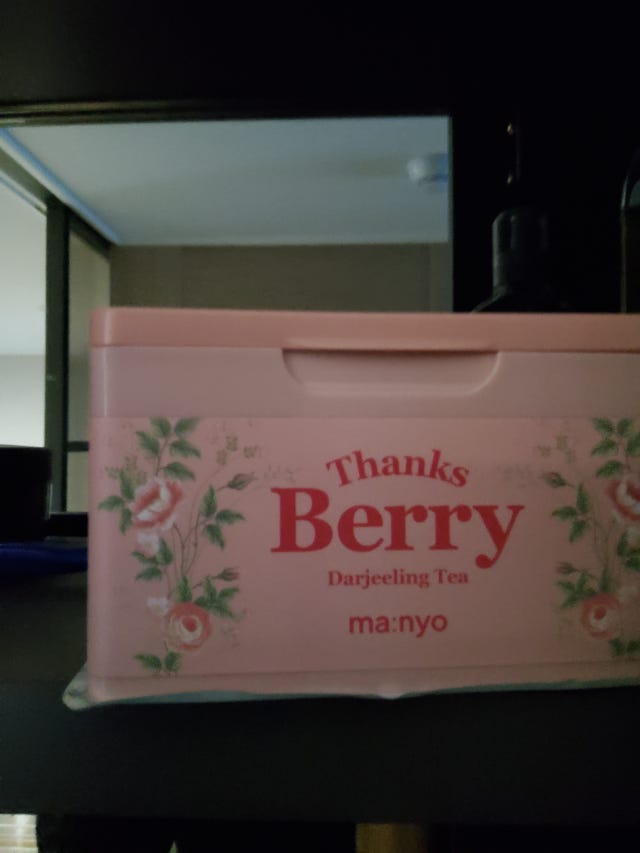 Thanks
Berry
Darjeeling Tea
ma:nyo